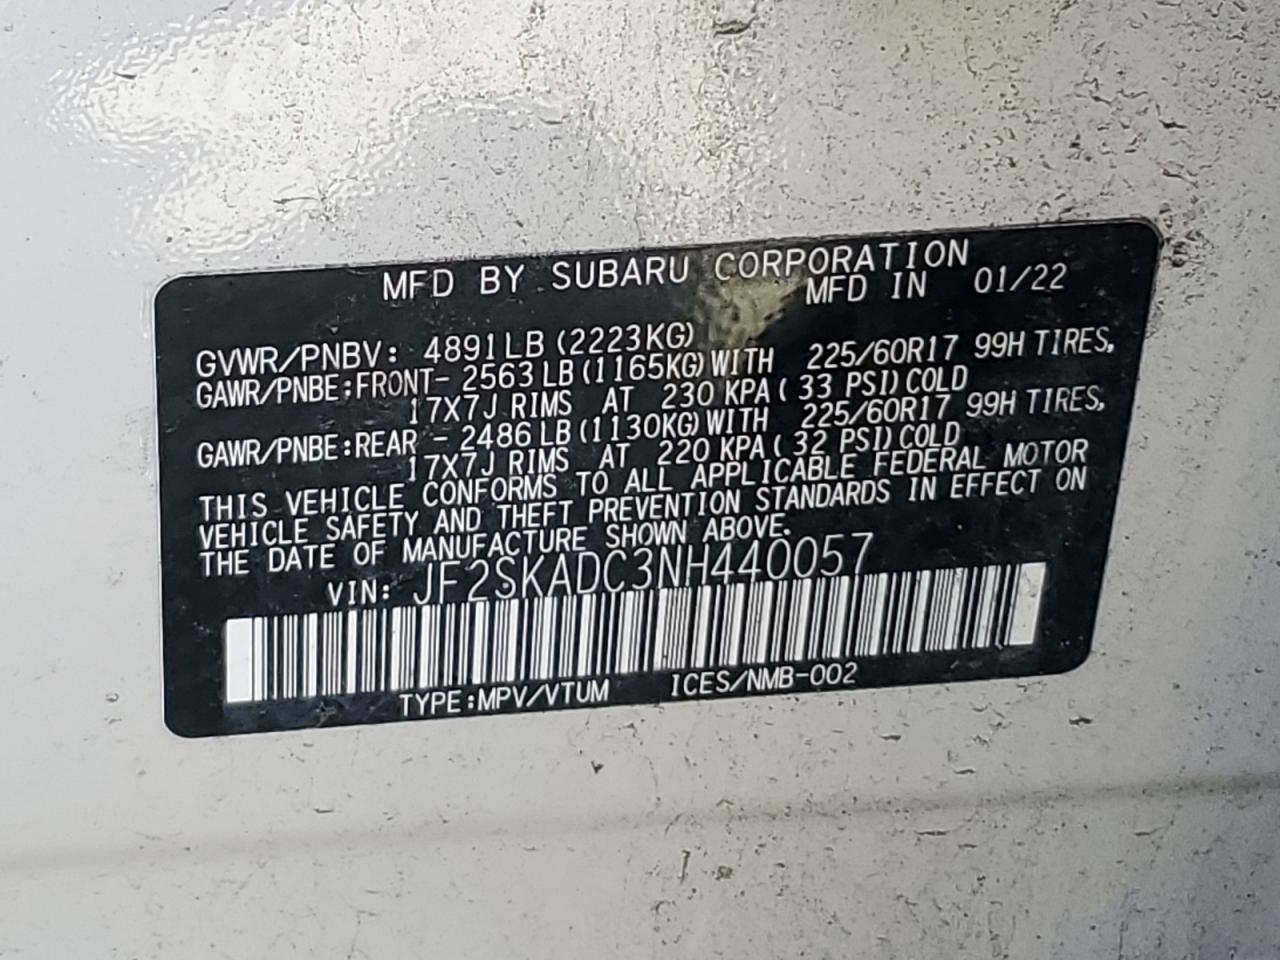 MFD BY SUBARU CORPORATION
MFD IN 01/22
GVWR/PNBV: 4891LB (2223KG)
GAWR/PNBE:FRONT- 2563LB (1165KG)WITH 225/60R17 99H TIRES,
17X7J RIMS AT 230 KPA( 33 PSI)COLD
GAWR/PNBE:REAR - 2486LB (1130KG)WITH 225/60R17 99H TIRES,
17X7J RIMS AT 220 KPA( 32 PSI)COLD
THIS VEHICLE CONFORMS TO ALL APPLICABLE FEDERAL MOTOR
VEHICLE SAFETY AND THEFT PREVENTION STANDARDS IN EFFECT ON
THE DATE OF MANUFACTURE SHOWN ABOVE.
VIN: JF2SKADC3NH440057
TYPE:MPV/VTUM ICES/NMB-002